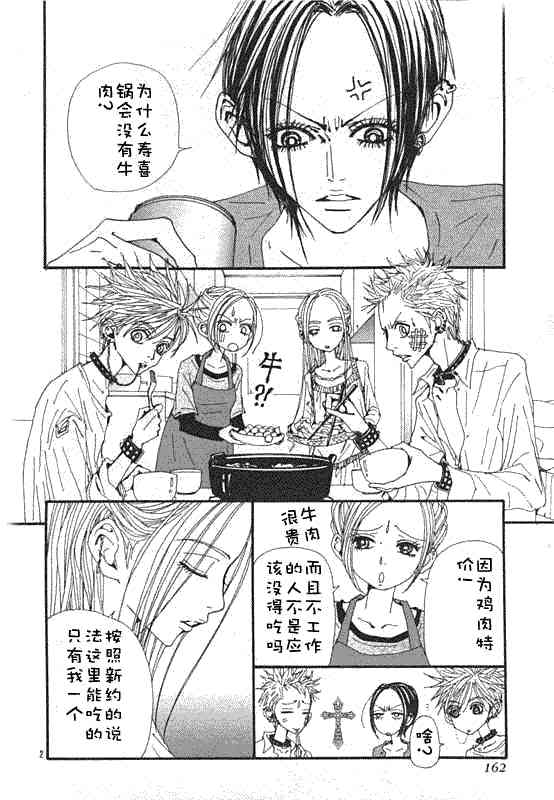 为什么寿喜
锅会没有牛
肉？
牛
？！
因为鸡肉特
价！
牛肉
很贵
而且不工作
的人不是应
该没得吃吗
按照新约的说
法这里能吃的
只有我一个
啥？
2
162